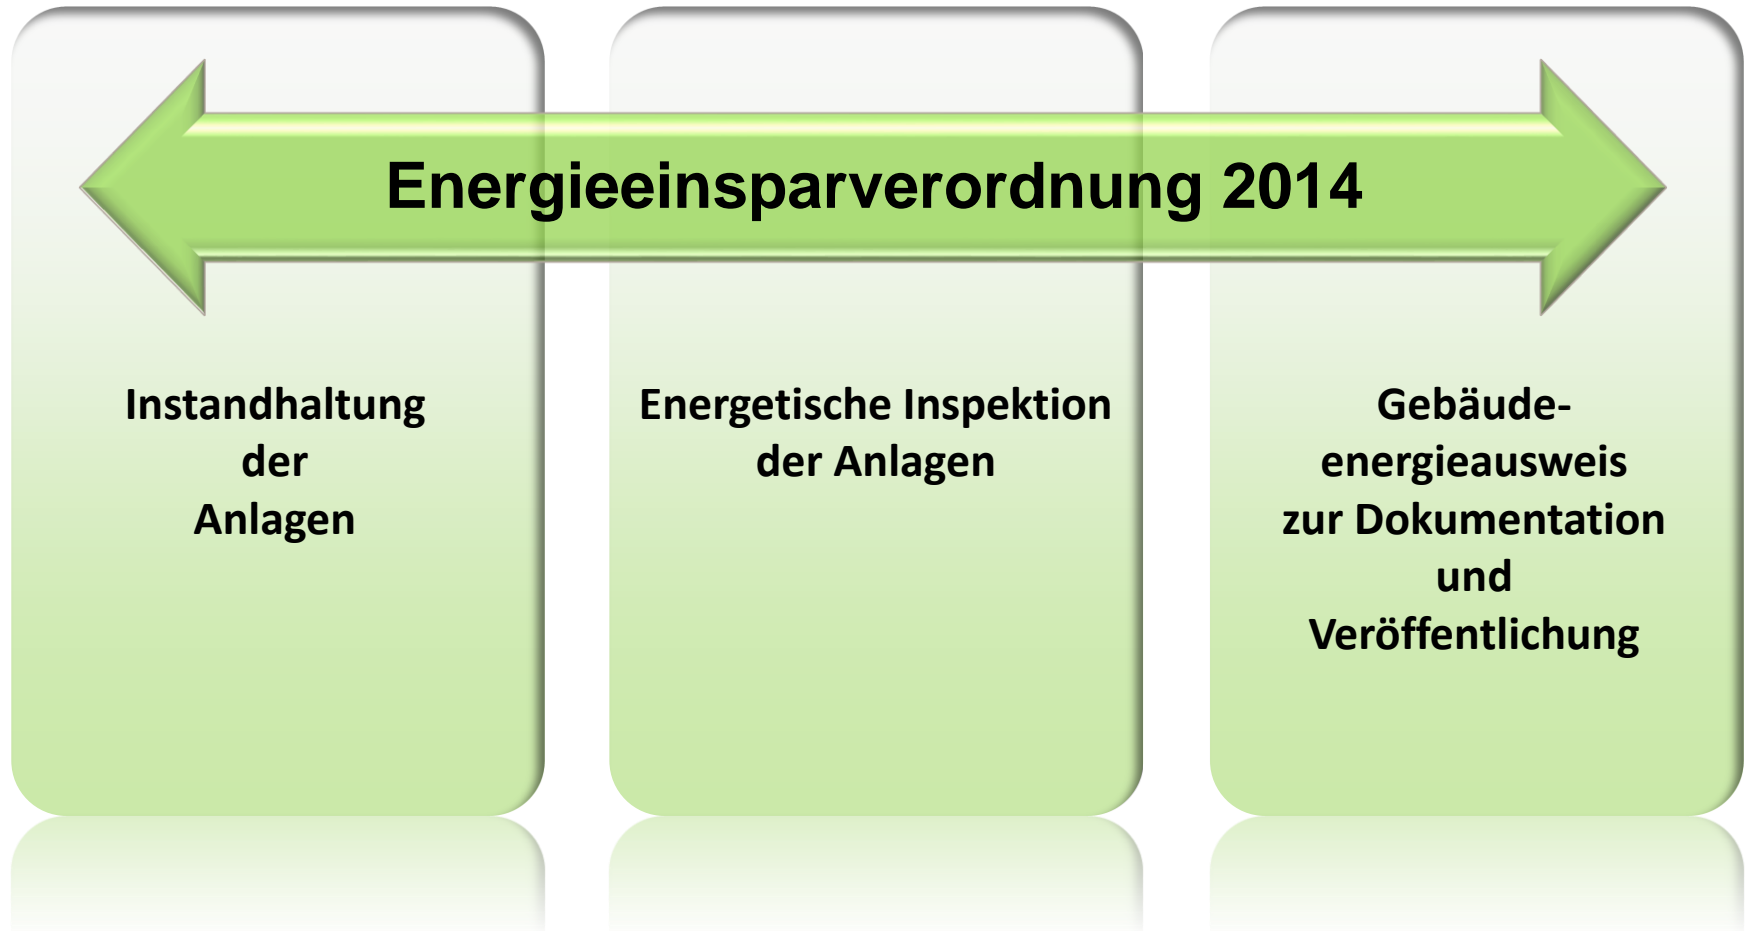 Energieeinsparverordnung 2014
Instandhaltung
der
Anlagen
Energetische Inspektion
der Anlagen
Gebäude-
energieausweis
zur Dokumentation
und
Veröffentlichung